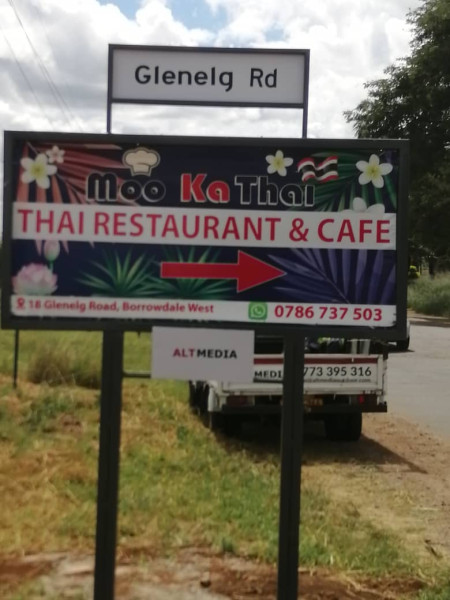 Glenelg Rd
Moo Ka Thai
THAI RESTAURANT & CAFE
18 Glenelg Road, Borrowdale West
0786 737 503
ALTMEDIA
MEDI
773 395 316